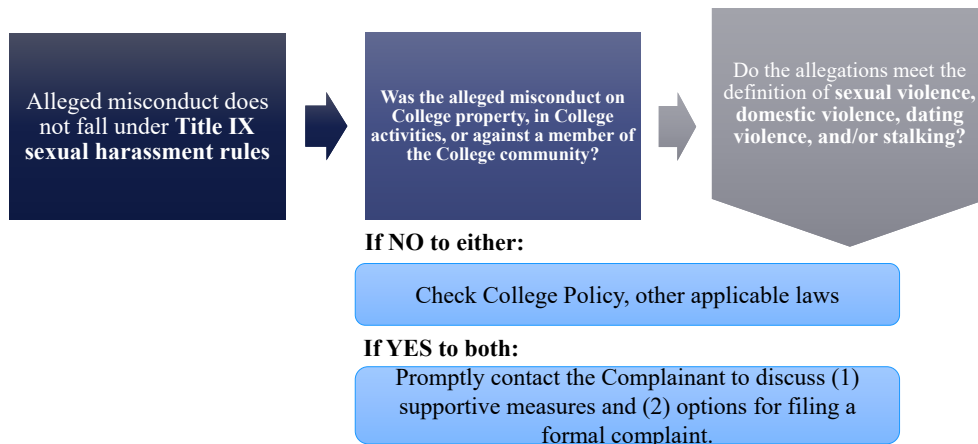 Alleged misconduct does
not fall under Title IX
sexual harassment rules
Was the alleged misconduct on
College property, in College
activities, or against a member of
the College community?
Do the allegations meet the
definition of sexual violence,
domestic violence, dating
violence, and/or stalking?
If NO to either:
Check College Policy, other applicable laws
If YES to both:
Promptly contact the Complainant to discuss (1)
supportive measures and (2) options for filing a
formal complaint.